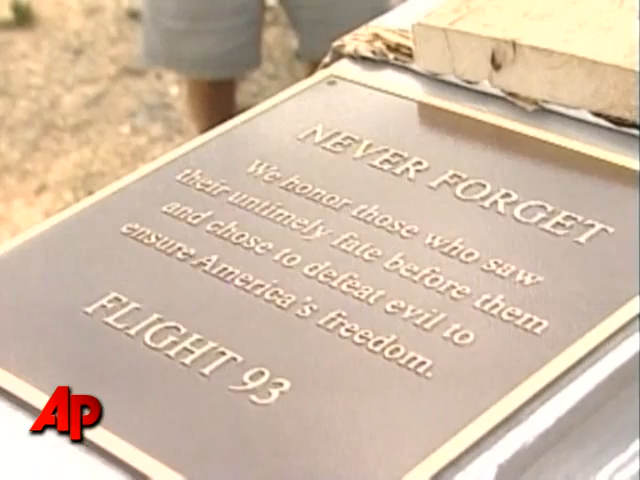 NEVER FORGET
We honor those who saw
their untimely fate before them
and chose to defeat evil to
ensure America's freedom.
FLIGHT 93
AP